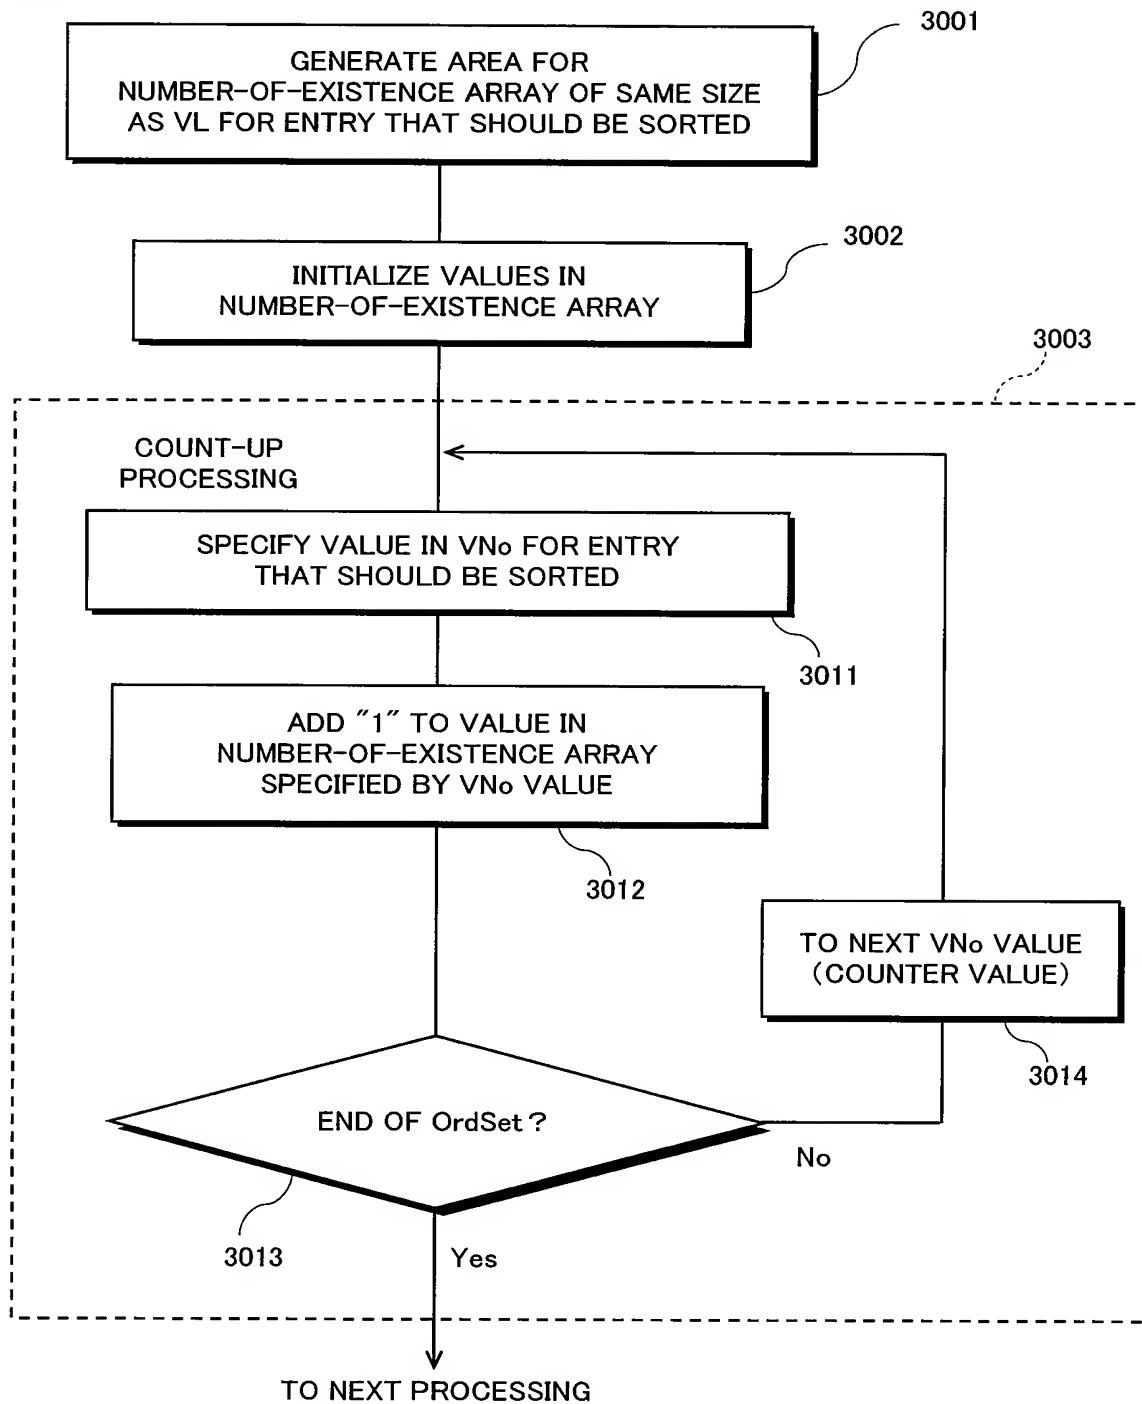 3001
GENERATE AREA FOR
NUMBER-OF-EXISTENCE ARRAY OF SAME SIZE
AS VL FOR ENTRY THAT SHOULD BE SORTED
3002
INITIALIZE VALUES IN
NUMBER-OF-EXISTENCE ARRAY
3003
COUNT-UP
PROCESSING
SPECIFY VALUE IN VNo FOR ENTRY
THAT SHOULD BE SORTED
3011
ADD "1" TO VALUE IN
NUMBER-OF-EXISTENCE ARRAY
SPECIFIED BY VNo VALUE
3012
TO NEXT VNo VALUE
(COUNTER VALUE)
3014
END OF OrdSet?
No
3013
Yes
TO NEXT PROCESSING